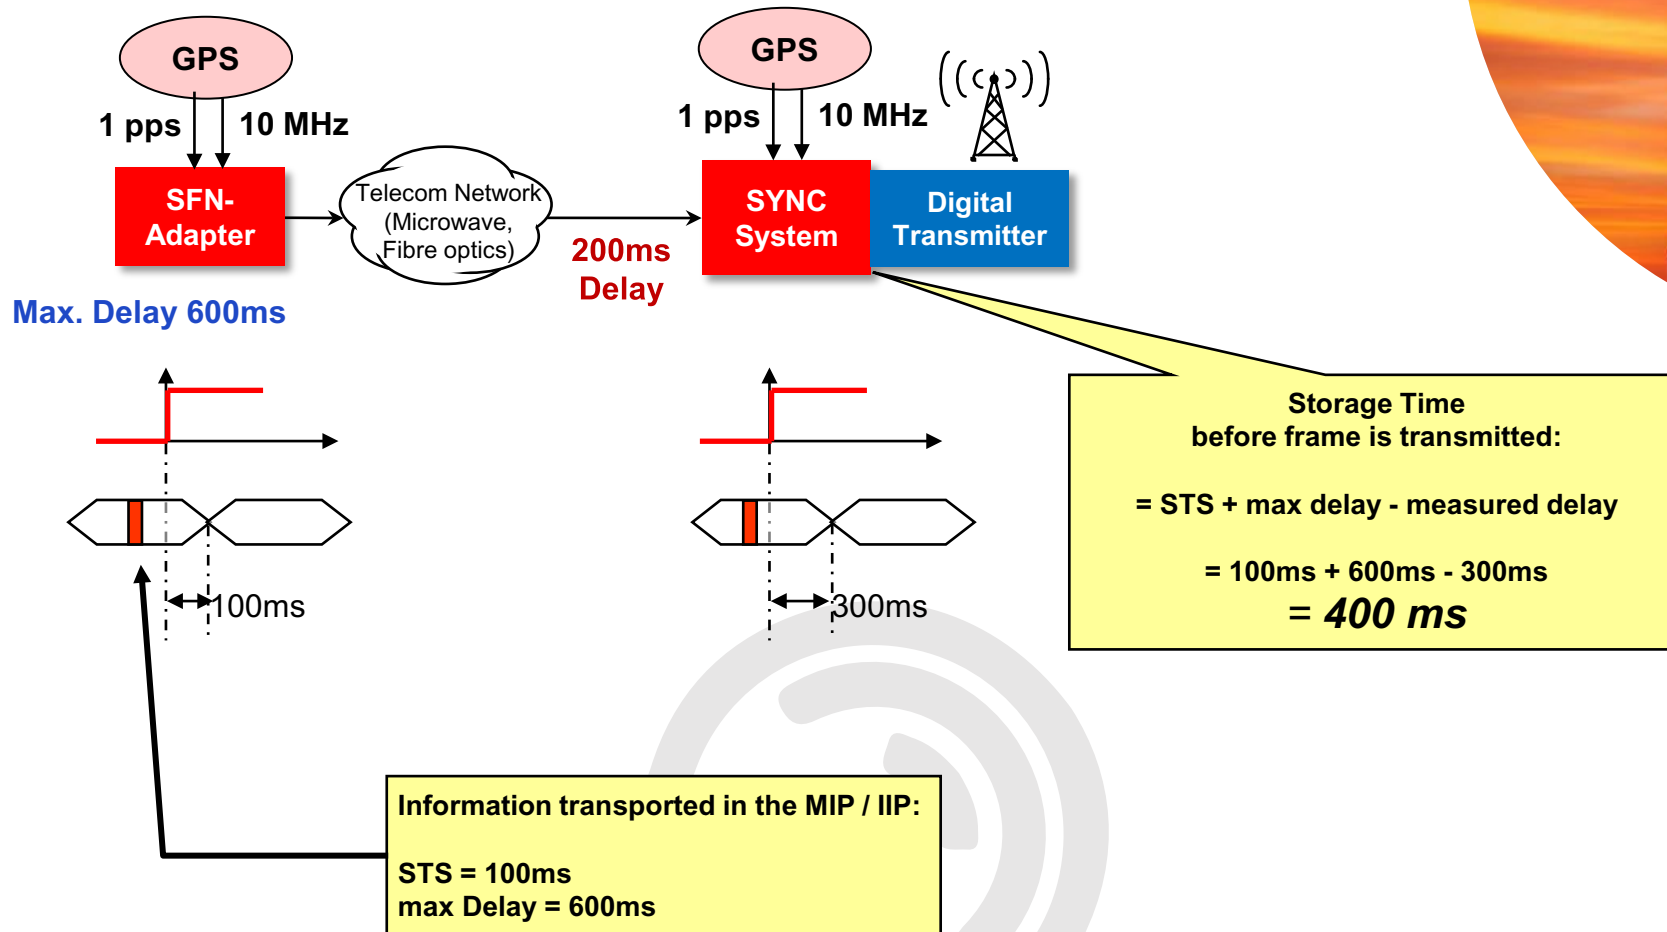 GPS
1 pps
10 MHz
SFN-
Adapter
Telecom Network
(Microwave,
Fibre optics)
200ms
Delay
GPS
1 pps
10 MHz
SYNC
System
Digital
Transmitter
Max. Delay 600ms
100ms
300ms
Storage Time
before frame is transmitted:
= STS + max delay - measured delay
= 100ms + 600ms - 300ms
= 400 ms
Information transported in the MIP / IIP:
STS = 100ms
max Delay = 600ms